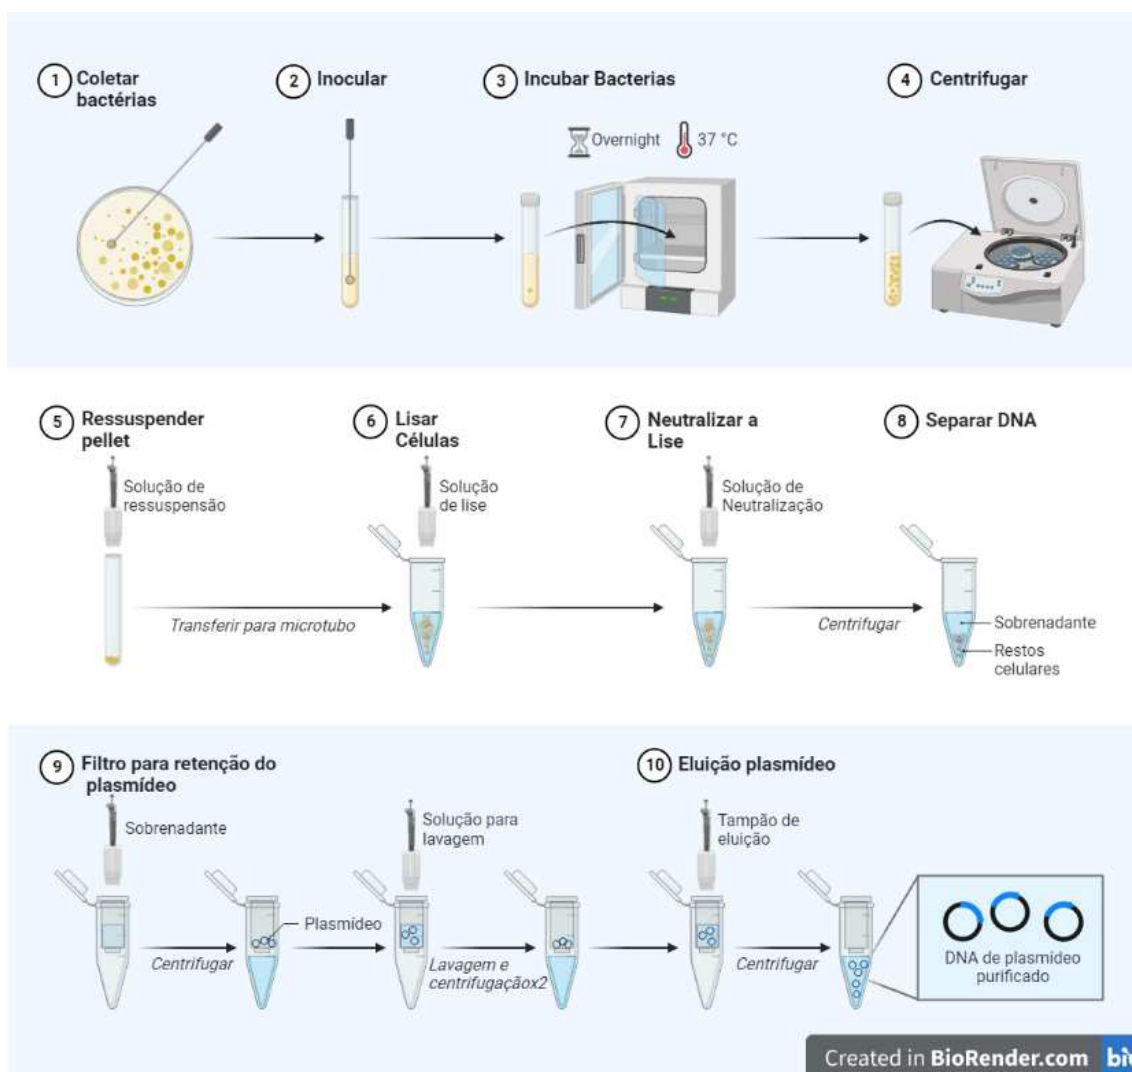 1 Coletar
bactérias
2 Inocular
3 Incubar Bacterias
4 Centrifugar
Overnight
37 °C
5 Ressuspender
pellet
6 Lisar
Células
7 Neutralizar a
Lise
8 Separar DNA
Solução de
ressuspensão
Solução
de lise
Solução de
Neutralização
Transferir para microtubo
Centrifugar
Sobrenadante
Restos
celulares
9 Filtro para retenção do
plasmídeo
10 Eluição plasmídeo
Sobrenadante
Solução para
lavagem
Tampão de
eluição
Plasmídeo
Centrifugar
Lavagem e
centrifugaçãox2
Centrifugar
DNA de plasmídeo
purificado
Created in BioRender.com